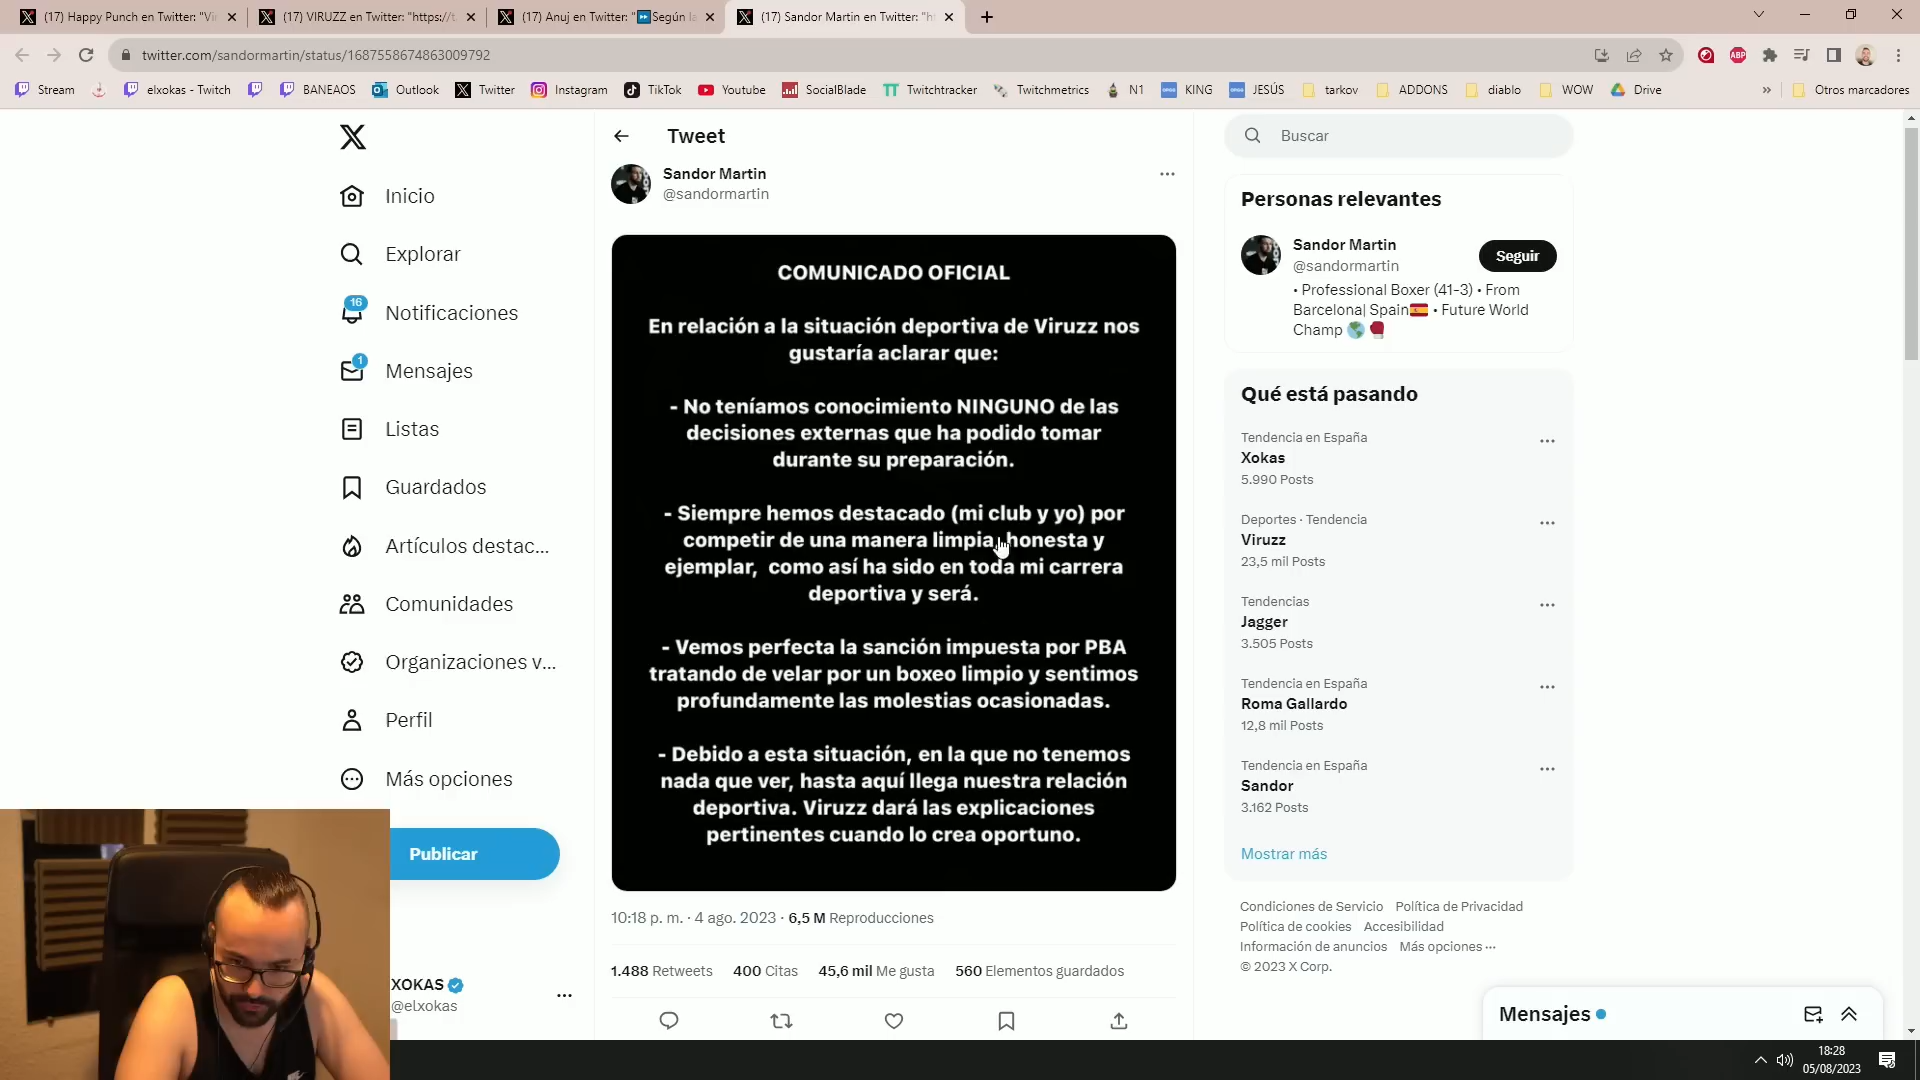 (17) Happy Punch en Twitter: "Vi
(17) VIRUZZ en Twitter: "https://t.
(17) Anuj en Twitter: "⏩Según la
(17) Sandor Martin en Twitter: "ht
twitter.com/sandormartin/status/1687558674863009792
ABP
Stream
elxokas - Twitch
BANEAOS
Outlook
Twitter
Instagram
TikTok
Youtube
SocialBlade
Twitchtracker
Twitchmetrics
N1
KING
JESÚS
tarkov
ADDONS
diablo
WOW
Drive
Otros marcadores
Inicio
Explorar
16
Notificaciones
1
Mensajes
Listas
Guardados
Artículos destac...
Comunidades
Organizaciones v...
Perfil
Más opciones
Publicar
XOKAS
@elxokas
Tweet
Sandor Martin
@sandormartin
COMUNICADO OFICIAL
En relación a la situación deportiva de Viruzz nos
gustaría aclarar que:
- No teníamos conocimiento NINGUNO de las
decisiones externas que ha podido tomar
durante su preparación.
- Siempre hemos destacado (mi club y yo) por
competir de una manera limpia, honesta y
ejemplar, como así ha sido en toda mi carrera
deportiva y será.
- Vemos perfecta la sanción impuesta por PBA
tratando de velar por un boxeo limpio y sentimos
profundamente las molestias ocasionadas.
- Debido a esta situación, en la que no tenemos
nada que ver, hasta aquí llega nuestra relación
deportiva. Viruzz dará las explicaciones
pertinentes cuando lo crea oportuno.
10:18 p. m. · 4 ago. 2023 · 6,5 M Reproducciones
1.488 Retweets 400 Citas 45,6 mil Me gusta 560 Elementos guardados
Buscar
Personas relevantes
Sandor Martin
@sandormartin
Seguir
• Professional Boxer (41-3) • From
Barcelona| Spain🇪🇸 • Future World
Champ 🌎 🥊
Qué está pasando
Tendencia en España
Xokas
5.990 Posts
Deportes · Tendencia
Viruzz
23,5 mil Posts
Tendencias
Jagger
3.505 Posts
Tendencia en España
Roma Gallardo
12,8 mil Posts
Tendencia en España
Sandor
3.162 Posts
Mostrar más
Condiciones de Servicio Política de Privacidad
Política de cookies Accesibilidad
Información de anuncios Más opciones ···
© 2023 X Corp.
Mensajes
18:28
05/08/2023